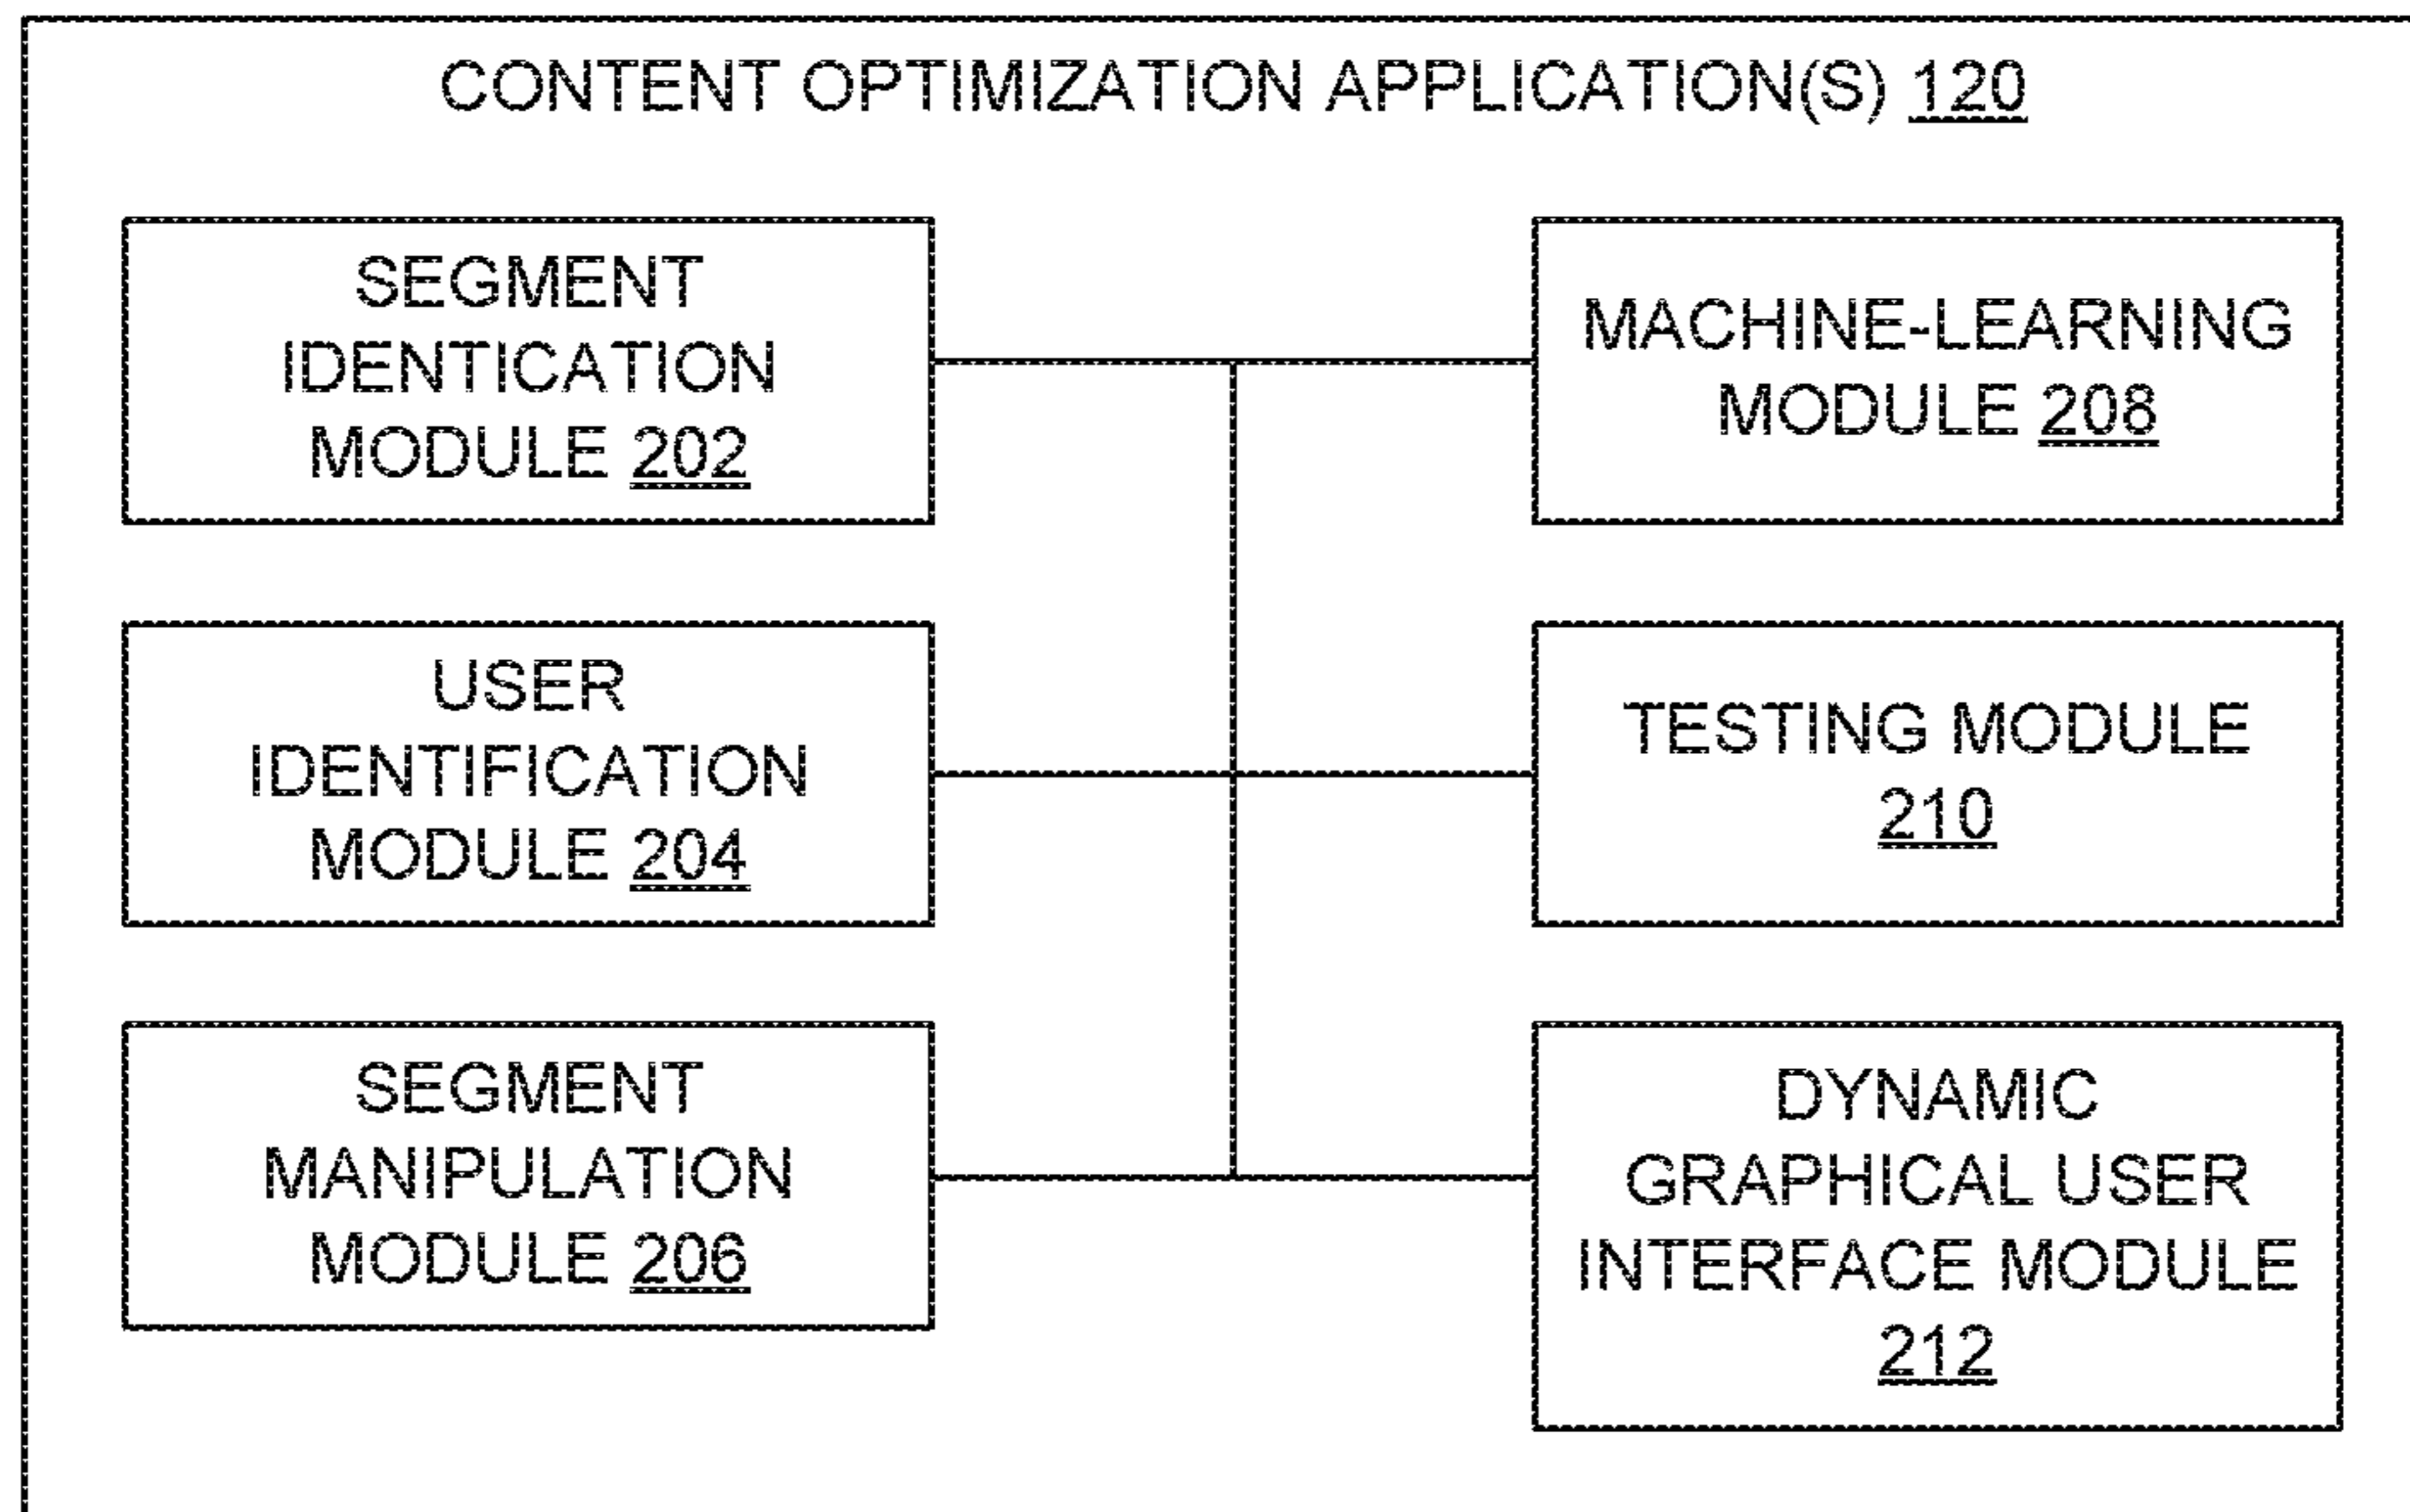 CONTENT OPTIMIZATION APPLICATION(S) 120
SEGMENT
IDENTICATION
MODULE 202
MACHINE-LEARNING
MODULE 208
USER
IDENTIFICATION
MODULE 204
TESTING MODULE
210
SEGMENT
MANIPULATION
MODULE 206
DYNAMIC
GRAPHICAL USER
INTERFACE MODULE
212